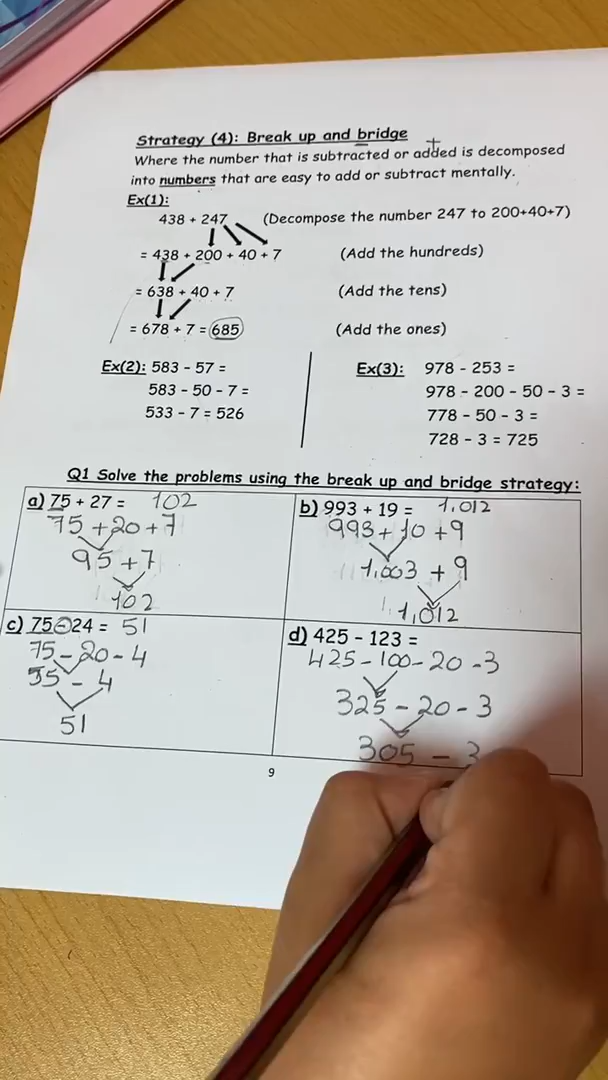 Strategy (4): Break up and bridge
+
Where the number that is subtracted or added is decomposed
into numbers that are easy to add or subtract mentally.
Ex(1):
438 + 247 (Decompose the number 247 to 200+40+7)
= 438 + 200 + 40 + 7 (Add the hundreds)
= 638 + 40 + 7 (Add the tens)
= 678 + 7 = 685 (Add the ones)
Ex(2): 583 - 57 =
583 - 50 - 7 =
533 - 7 = 526
Ex(3): 978 - 253 =
978 - 200 - 50 - 3 =
778 - 50 - 3 =
728 - 3 = 725
Q1 Solve the problems using the break up and bridge strategy:
a) 75 + 27 = 102
75 + 20 + 7
95 + 7
102
b) 993 + 19 = 1,012
993 + 10 + 9
1,003 + 9
1,012
c) 75 - 24 = 51
75 - 20 - 4
55 - 4
51
d) 425 - 123 =
425 - 100 - 20 - 3
325 - 20 - 3
305 - 3
9